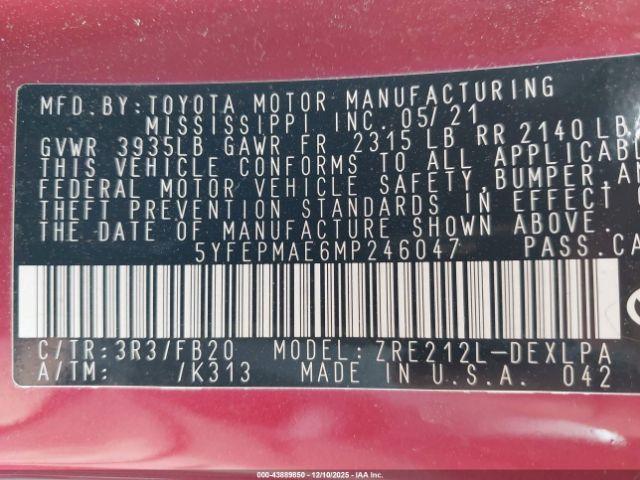 MFD.BY:TOYOTA MOTOR MANUFACTURING
MISSISSIPPI INC. 05/21
GVWR 3935LB GAWR FR 2315 LB RR 2140 LB
THIS VEHICLE CONFORMS TO ALL APPLICABL
FEDERAL MOTOR VEHICLE SAFETY,BUMPER,AN
THEFT PREVENTION STANDARDS IN EFFECT
THE DATE OF MANUFACTURE SHOWN ABOVE.
5YFEPMAE6MP246047 PASS.CA
C/TR:3R3/FB20 MODEL:ZRE212L-DEXLPA
A/TM: /K313 MADE IN U.S.A. 042
000-43889850 | 12/10/2025 - IAA Inc.